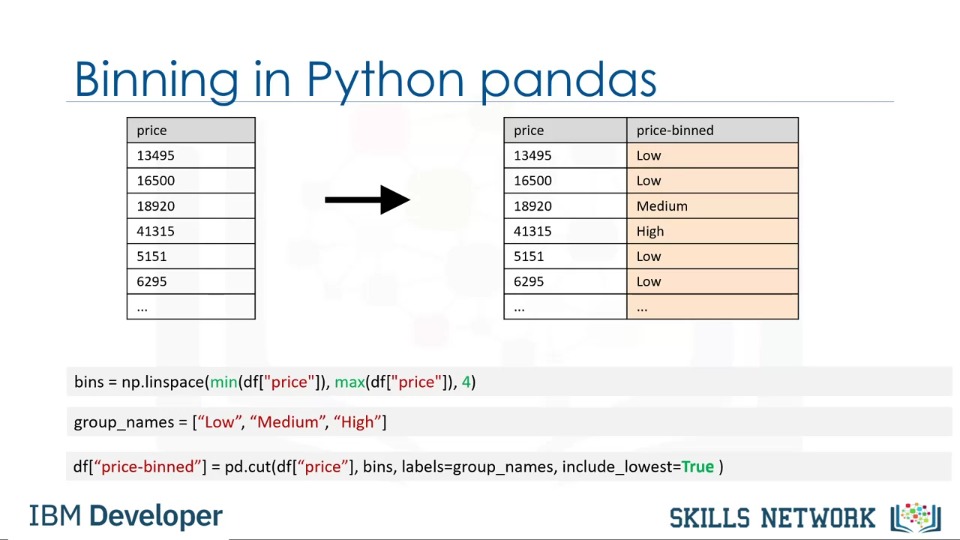 Binning in Python pandas
price
13495
16500
18920
41315
5151
6295
...
price price-binned
13495 Low
16500 Low
18920 Medium
41315 High
5151 Low
6295 Low
... ...
bins = np.linspace(min(df["price"]), max(df["price"]), 4)
group_names = [“Low”, “Medium”, “High”]
df[“price-binned”] = pd.cut(df[“price”], bins, labels=group_names, include_lowest=True )
IBM Developer
SKILLS NETWORK